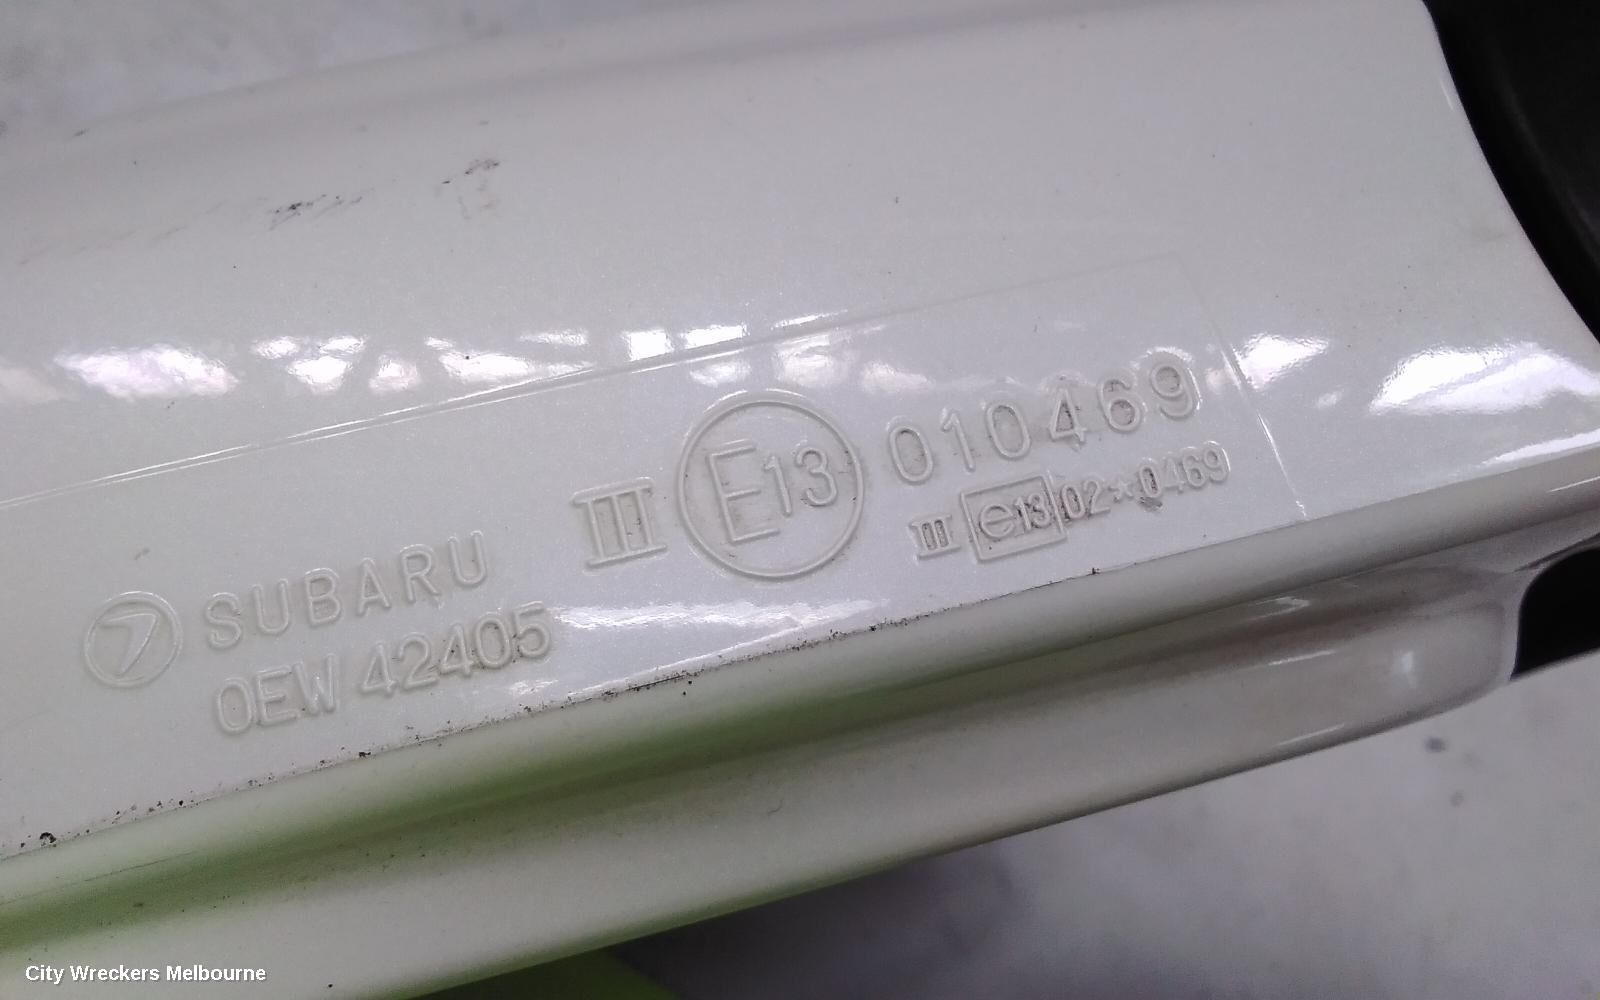 SUBARU
OEW 42405
III E13 010469
III e13 02*0469
City Wreckers Melbourne